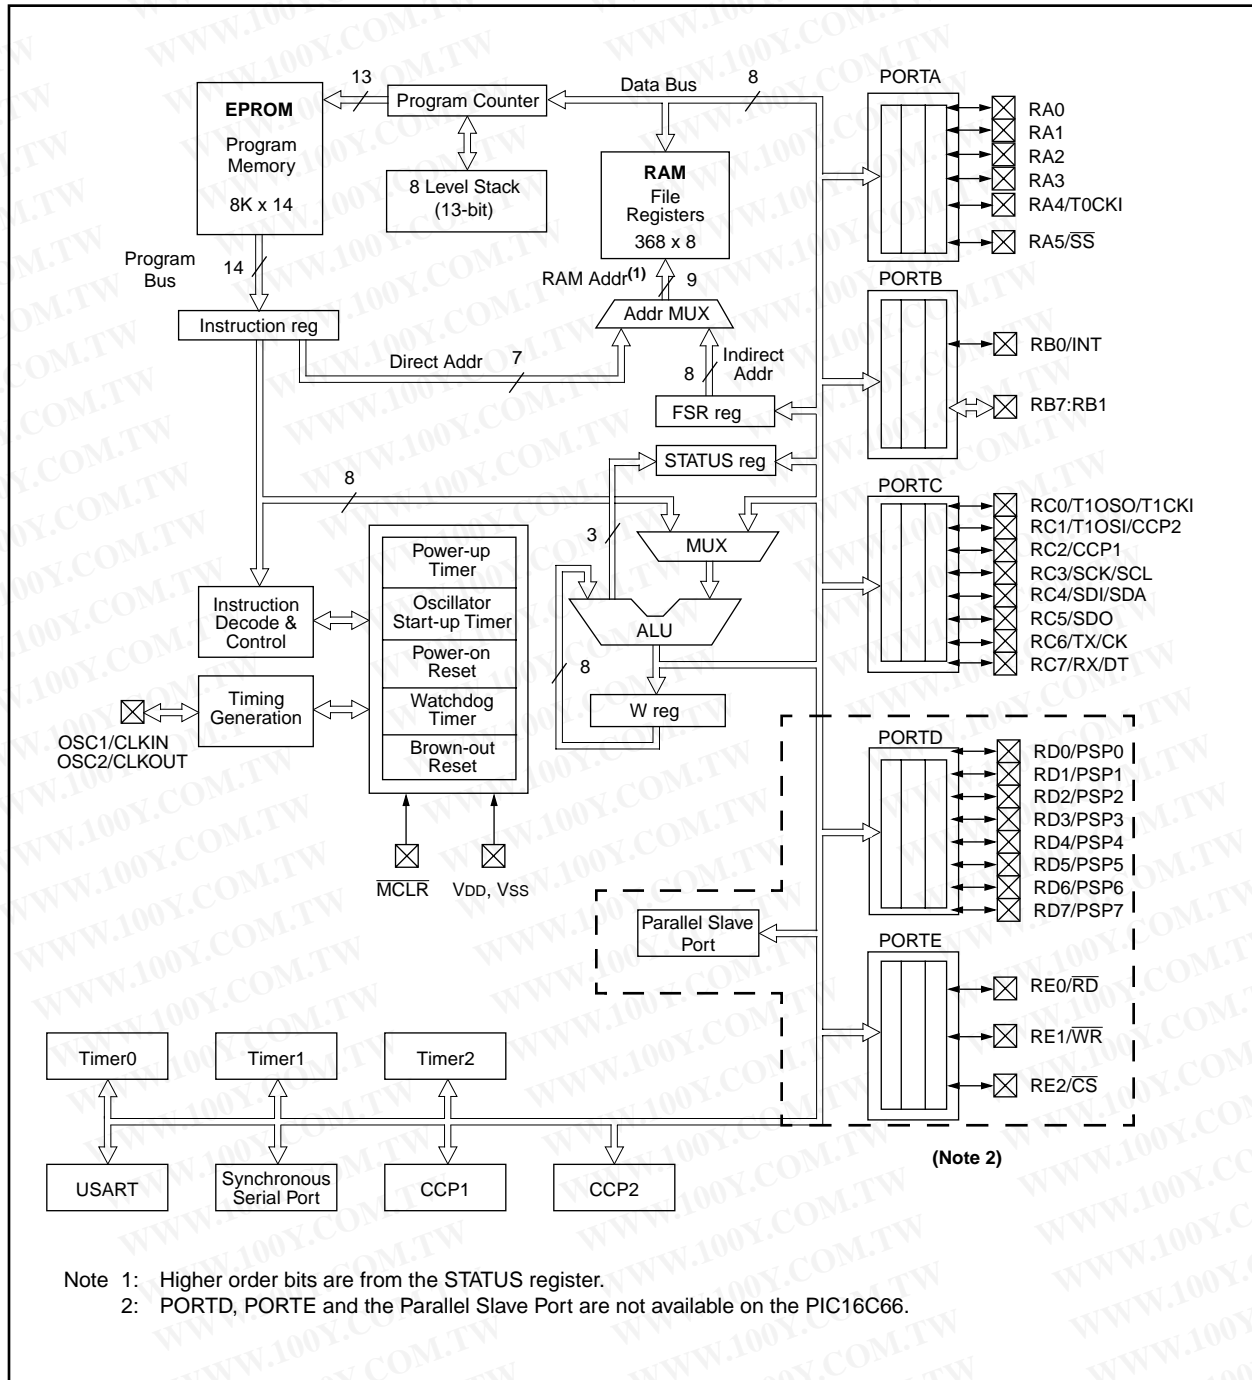 EPROM
Program
Memory
8K x 14
13
Program Counter
Data Bus
8
8 Level Stack
(13-bit)
RAM
File
Registers
368 x 8
Program
Bus
14
RAM Addr(1)
9
Instruction reg
Addr MUX
Direct Addr
7
Indirect
Addr
8
FSR reg
STATUS reg
8
3
MUX
ALU
8
W reg
Power-up
Timer
Oscillator
Start-up Timer
Power-on
Reset
Watchdog
Timer
Brown-out
Reset
Instruction
Decode &
Control
Timing
Generation
OSC1/CLKIN
OSC2/CLKOUT
MCLR
VDD, VSS
PORTA
RA0
RA1
RA2
RA3
RA4/T0CKI
RA5/SS
PORTB
RB0/INT
RB7:RB1
PORTC
RC0/T1OSO/T1CKI
RC1/T1OSI/CCP2
RC2/CCP1
RC3/SCK/SCL
RC4/SDI/SDA
RC5/SDO
RC6/TX/CK
RC7/RX/DT
PORTD
RD0/PSP0
RD1/PSP1
RD2/PSP2
RD3/PSP3
RD4/PSP4
RD5/PSP5
RD6/PSP6
RD7/PSP7
Parallel Slave
Port
PORTE
RE0/RD
RE1/WR
RE2/CS
(Note 2)
Timer0
Timer1
Timer2
USART
Synchronous
Serial Port
CCP1
CCP2
Note 1: Higher order bits are from the STATUS register.
2: PORTD, PORTE and the Parallel Slave Port are not available on the PIC16C66.
WWW.100Y.COM.TW